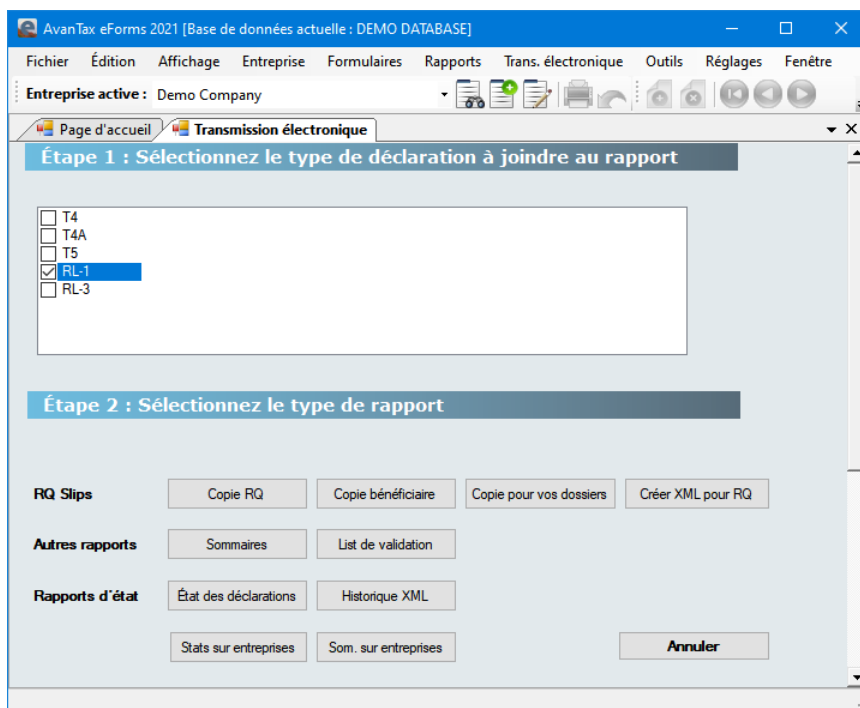 AvanTax eForms 2021 [Base de données actuelle : DEMO DATABASE]
Fichier Édition Affichage Entreprise Formulaires Rapports Trans. électronique Outils Réglages Fenêtre
Entreprise active : Demo Company
Page d'accueil Transmission électronique
Étape 1 : Sélectionnez le type de déclaration à joindre au rapport
T4
T4A
T5
RL-1
RL-3
Étape 2 : Sélectionnez le type de rapport
RQ Slips Copie RQ Copie bénéficiaire Copie pour vos dossiers Créer XML pour RQ
Autres rapports Sommaires List de validation
Rapports d'état État des déclarations Historique XML
Stats sur entreprises Som. sur entreprises Annuler